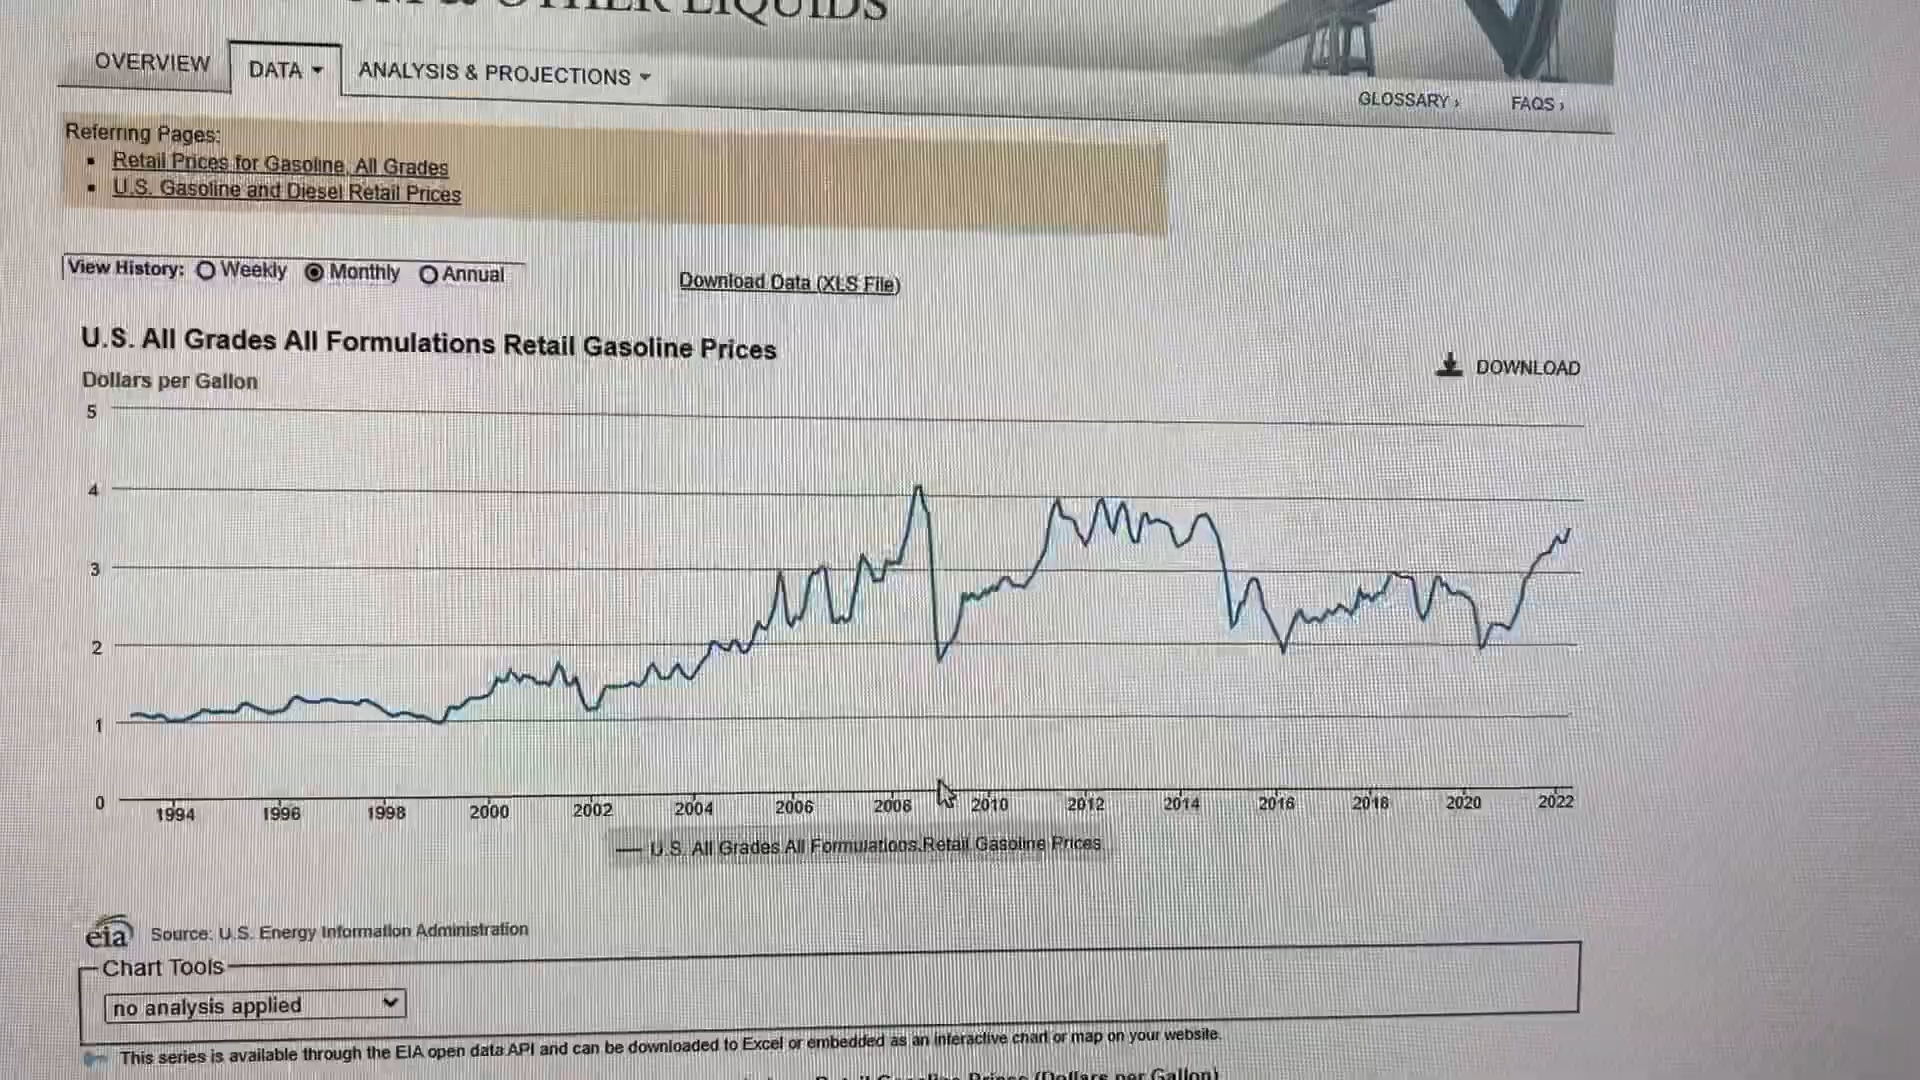 & OTHER LIQUIDS
OVERVIEW DATA ANALYSIS & PROJECTIONS
GLOSSARY › FAQS ›
Referring Pages:
Retail Prices for Gasoline, All Grades
U.S. Gasoline and Diesel Retail Prices
View History: Weekly Monthly Annual
Download Data (XLS File)
U.S. All Grades All Formulations Retail Gasoline Prices
DOWNLOAD
Dollars per Gallon
5
4
3
2
1
0
1994 1996 1998 2000 2002 2004 2006 2008 2010 2012 2014 2016 2018 2020 2022
U.S. All Grades All Formulations Retail Gasoline Prices
eia Source: U.S. Energy Information Administration
Chart Tools
no analysis applied
This series is available through the EIA open data API and can be downloaded to Excel or embedded as an interactive chart or map on your website.
(Dollars per Gallon)